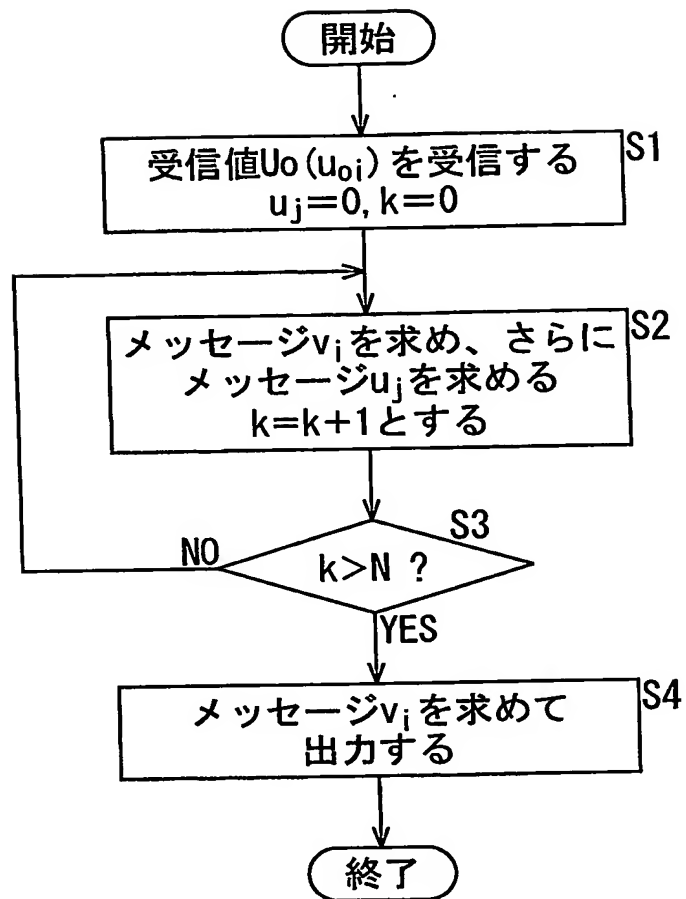 開始
S1
受信値U0(u0i)を受信する
uj=0, k=0
S2
メッセージviを求め、さらに
メッセージujを求める
k=k+1とする
S3
NO
k>N ?
YES
S4
メッセージviを求めて
出力する
終了